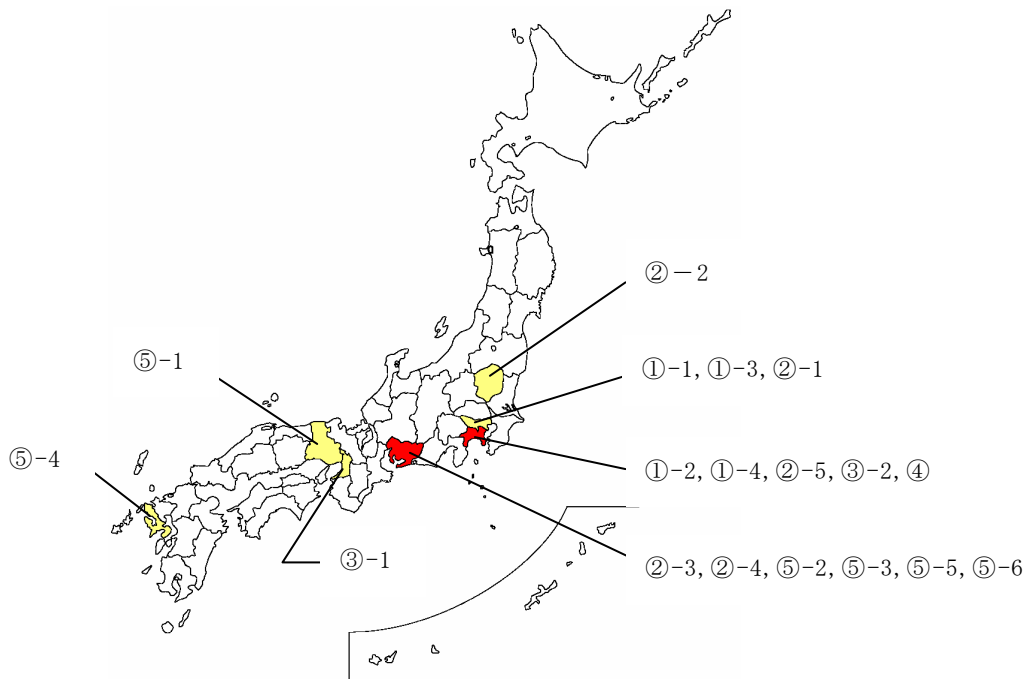 ②－2
⑤-1
①-1, ①-3, ②-1
⑤-4
①-2, ①-4, ②-5, ③-2, ④
③-1
②-3, ②-4, ⑤-2, ⑤-3, ⑤-5, ⑤-6